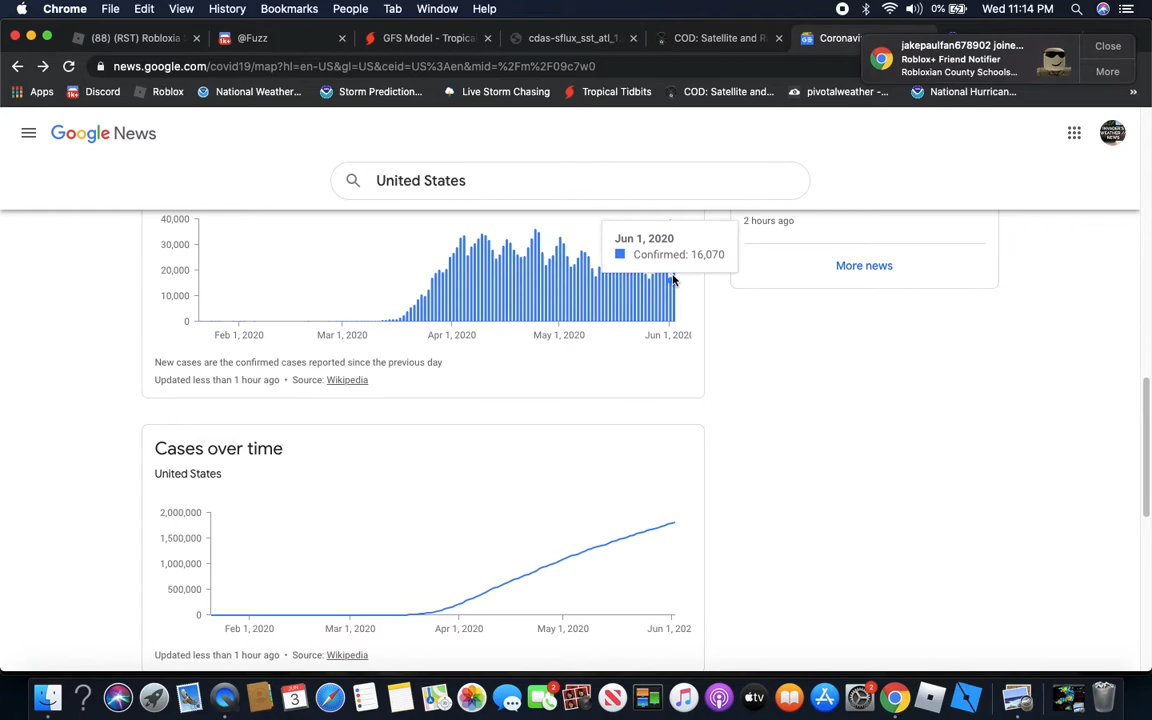 Chrome File Edit View History Bookmarks People Tab Window Help 0% Wed 11:14 PM
(88) (RST) Robloxia
@Fuzz
GFS Model - Tropical
cdas-sflux_sst_atl_1
COD: Satellite and R
Coronavi
jakepaulfan678902 joine...
Roblox+ Friend Notifier
Robloxian County Schools...
Close
More
news.google.com/covid19/map?hl=en-US&gl=US&ceid=US%3Aen&mid=%2Fm%2F09c7w0
Apps Discord Roblox National Weather... Storm Prediction... Live Storm Chasing Tropical Tidbits COD: Satellite and... pivotalweather -... National Hurrican... »
Google News
United States
40,000
30,000
20,000
10,000
0
Jun 1, 2020
Confirmed: 16,070
Feb 1, 2020 Mar 1, 2020 Apr 1, 2020 May 1, 2020 Jun 1, 2020
New cases are the confirmed cases reported since the previous day
Updated less than 1 hour ago • Source: Wikipedia
2 hours ago
More news
Cases over time
United States
2,000,000
1,500,000
1,000,000
500,000
0
Feb 1, 2020 Mar 1, 2020 Apr 1, 2020 May 1, 2020 Jun 1, 202
Updated less than 1 hour ago • Source: Wikipedia
JUN
3
2
2